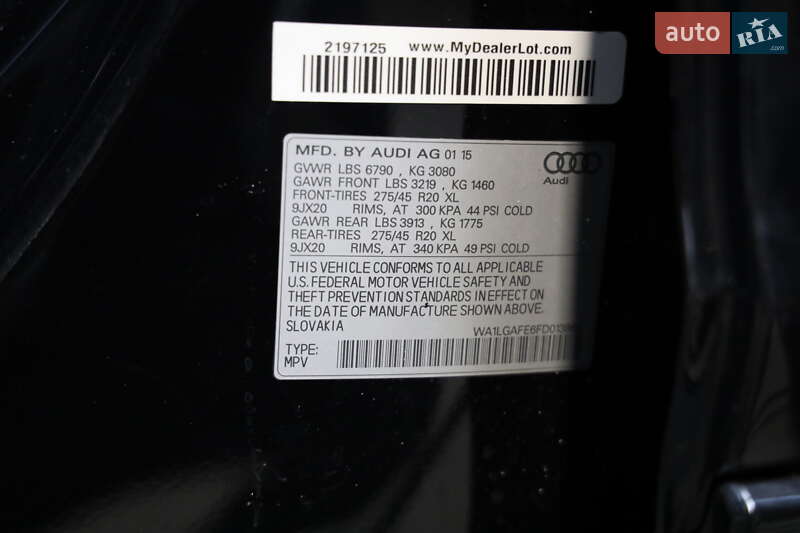 auto RIA.com
2197125 www.MyDealerLot.com
MFD. BY AUDI AG 01 15
GVWR LBS 6790 , KG 3080
GAWR FRONT LBS 3219 , KG 1460
FRONT-TIRES 275/45 R20 XL
9JX20 RIMS, AT 300 KPA 44 PSI COLD
GAWR REAR LBS 3913 , KG 1775
REAR-TIRES 275/45 R20 XL
9JX20 RIMS, AT 340 KPA 49 PSI COLD
Audi
THIS VEHICLE CONFORMS TO ALL APPLICABLE
U.S. FEDERAL MOTOR VEHICLE SAFETY AND
THEFT PREVENTION STANDARDS IN EFFECT ON
THE DATE OF MANUFACTURE SHOWN ABOVE.
SLOVAKIA
TYPE:
MPV